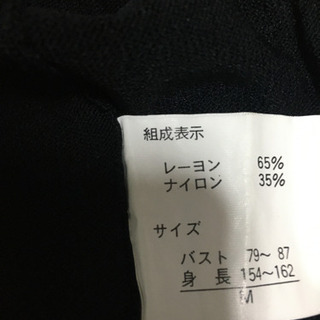 組成表示
レーヨン 65%
ナイロン 35%
サイズ
バスト 79～ 87
身長 154～162
M